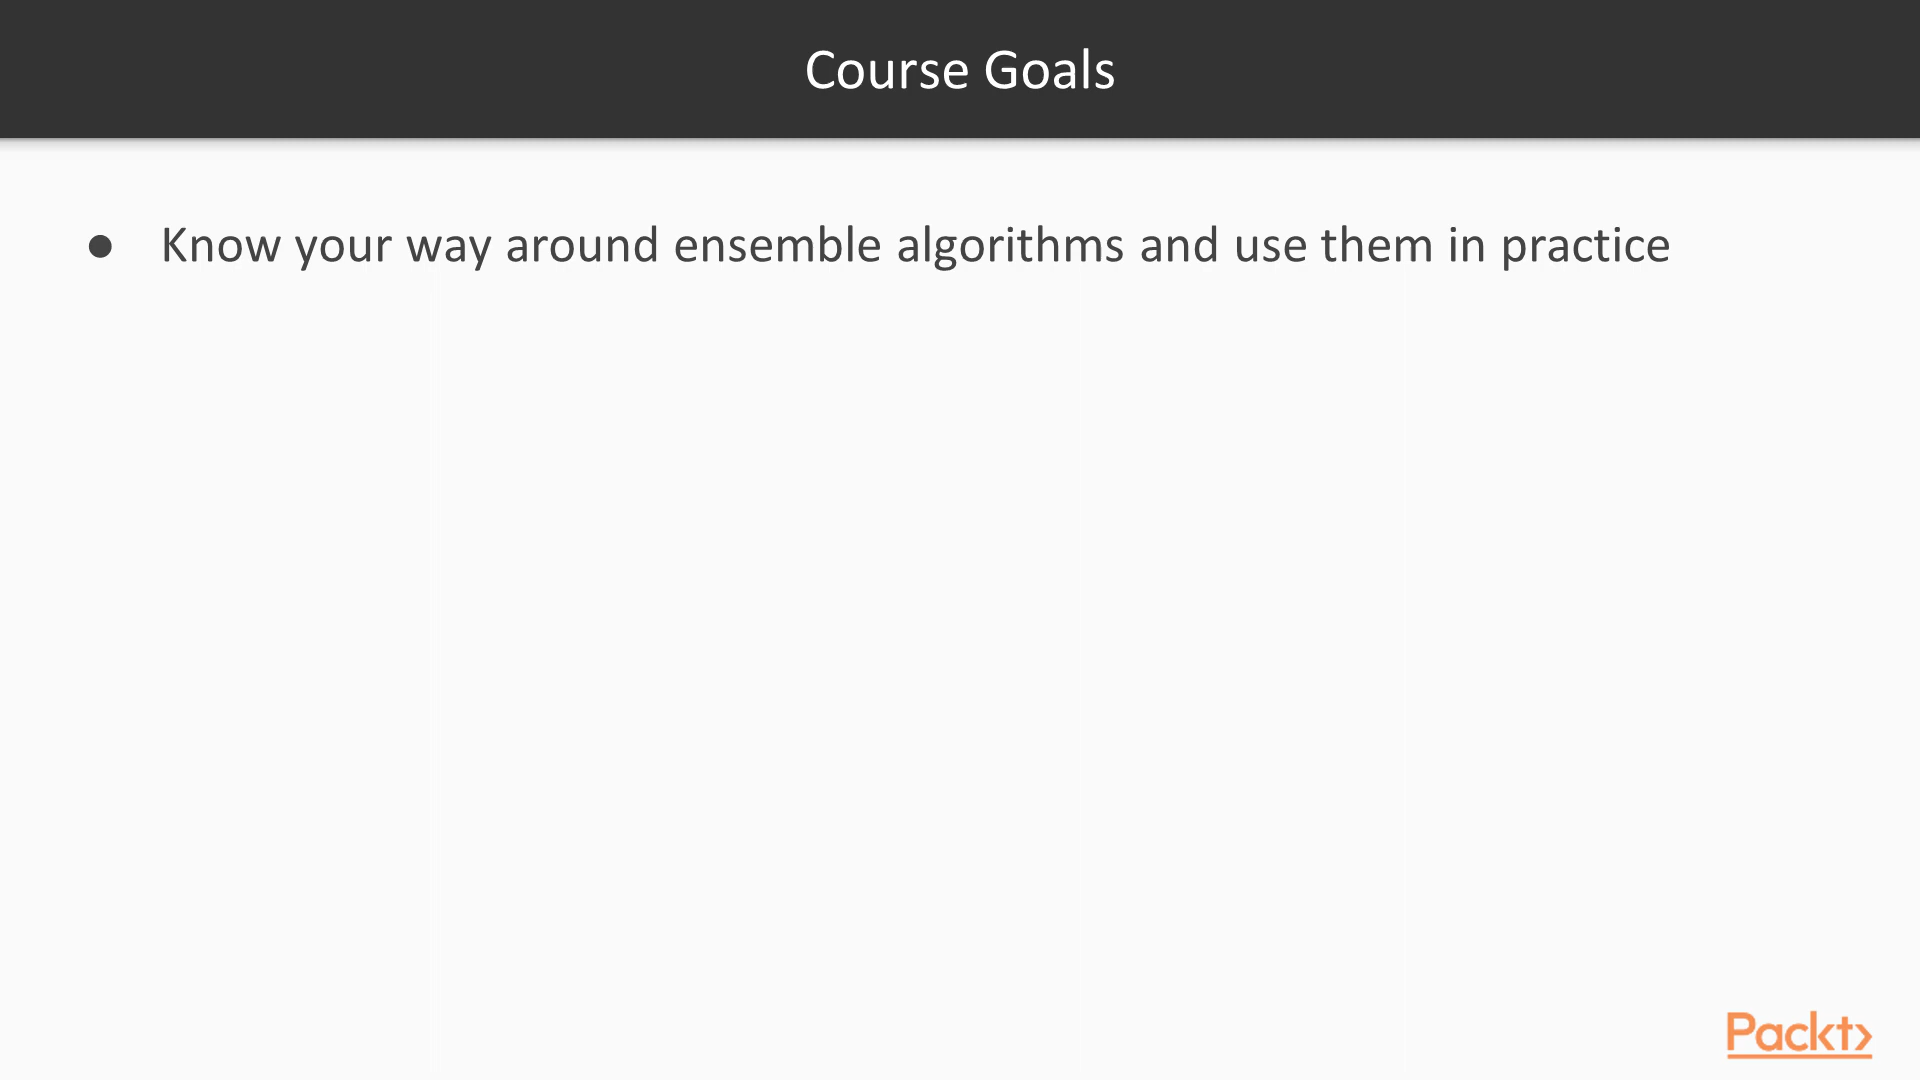 Course Goals
● Know your way around ensemble algorithms and use them in practice
Packt>